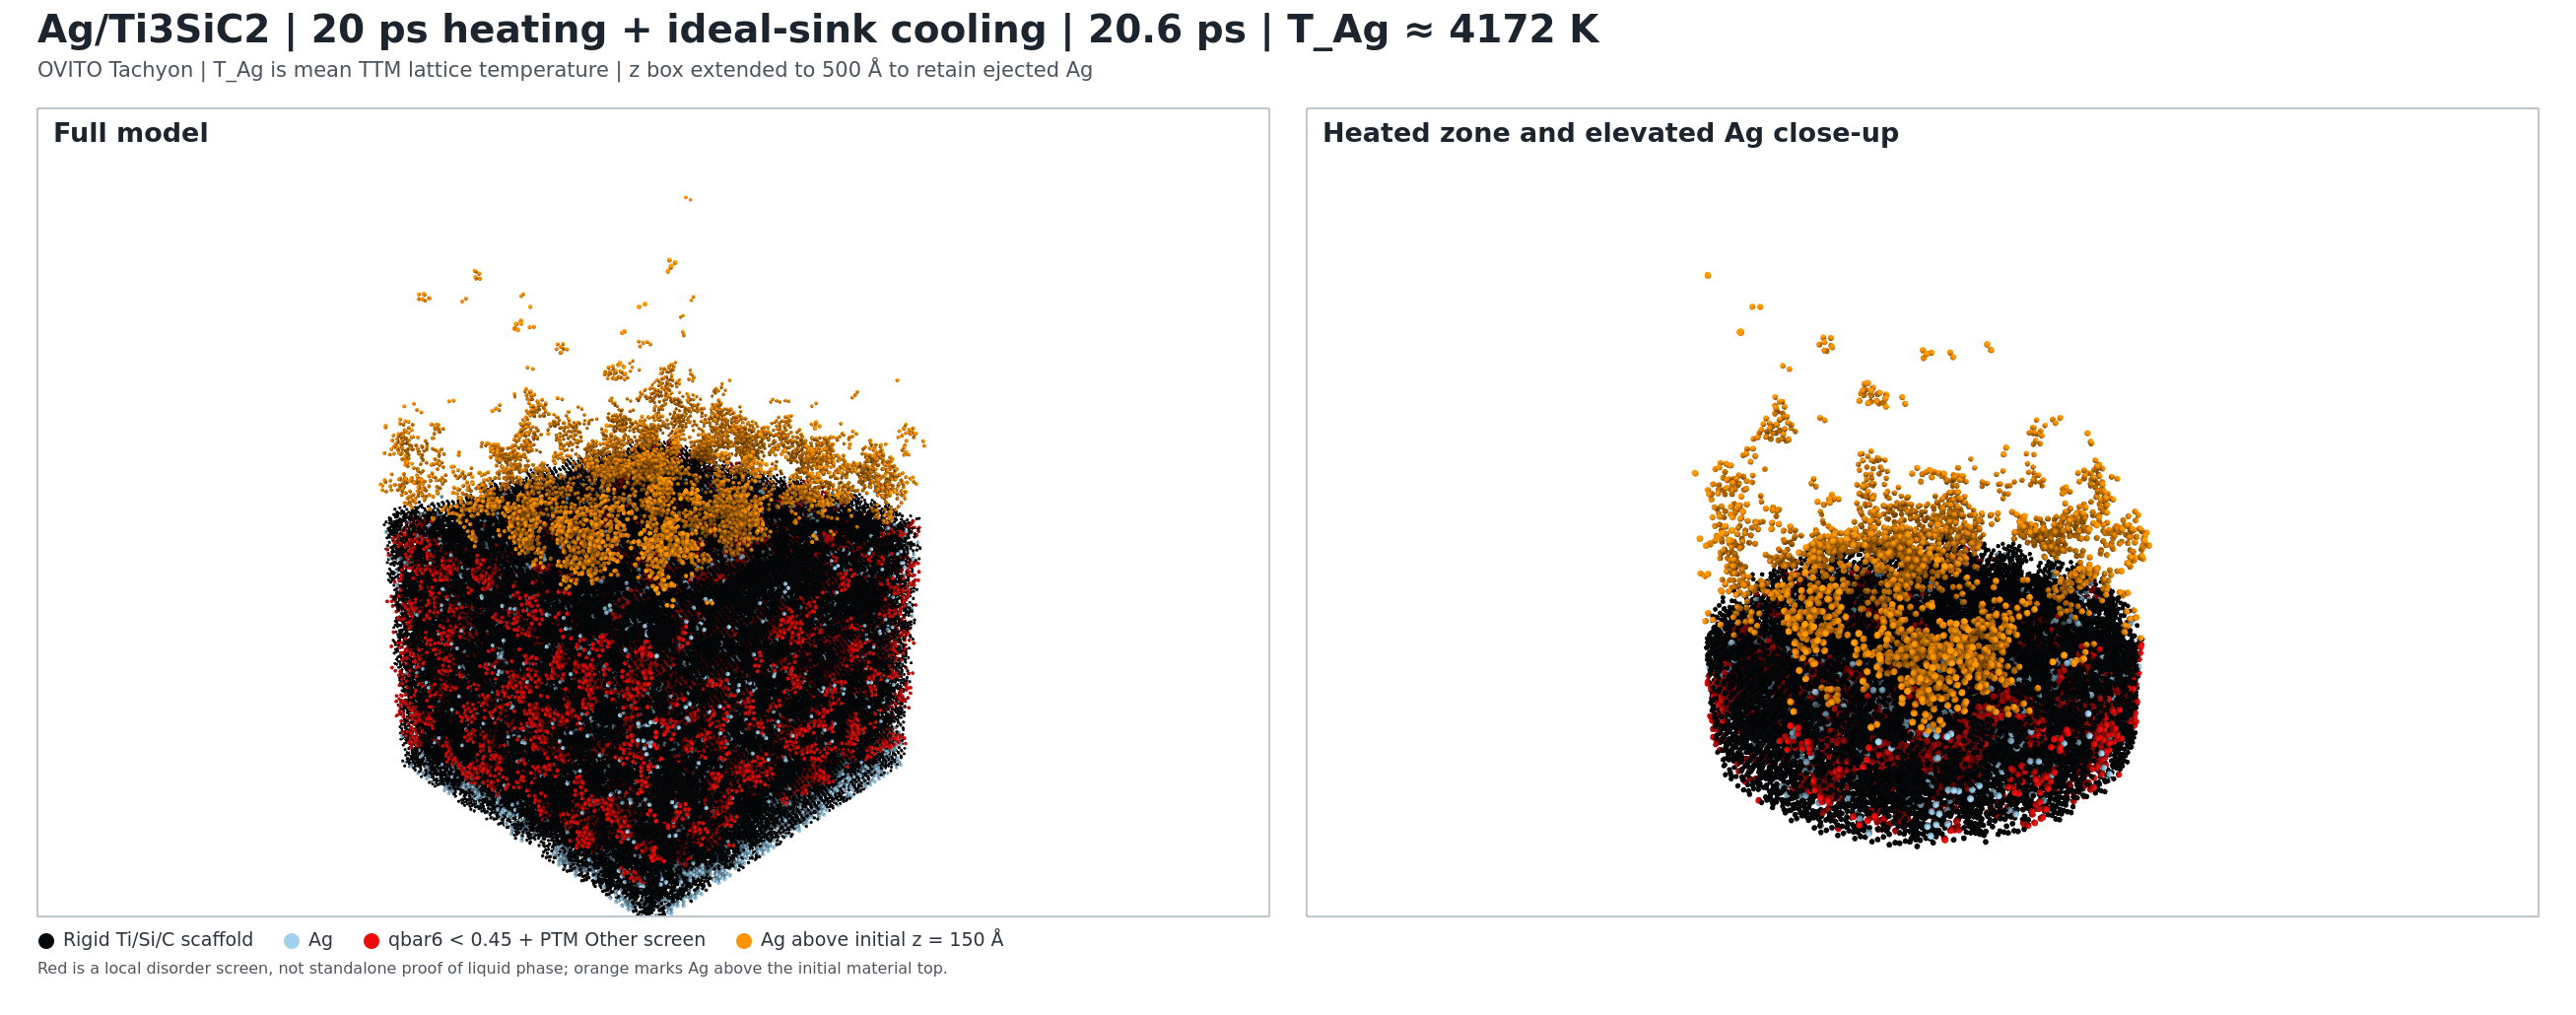 Ag/Ti3SiC2 | 20 ps heating + ideal-sink cooling | 20.6 ps | T_Ag ≈ 4172 K
OVITO Tachyon | T_Ag is mean TTM lattice temperature | z box extended to 500 Å to retain ejected Ag
Full model
Heated zone and elevated Ag close-up
Rigid Ti/Si/C scaffold
Ag
qbar6 < 0.45 + PTM Other screen
Ag above initial z = 150 Å
Red is a local disorder screen, not standalone proof of liquid phase; orange marks Ag above the initial material top.